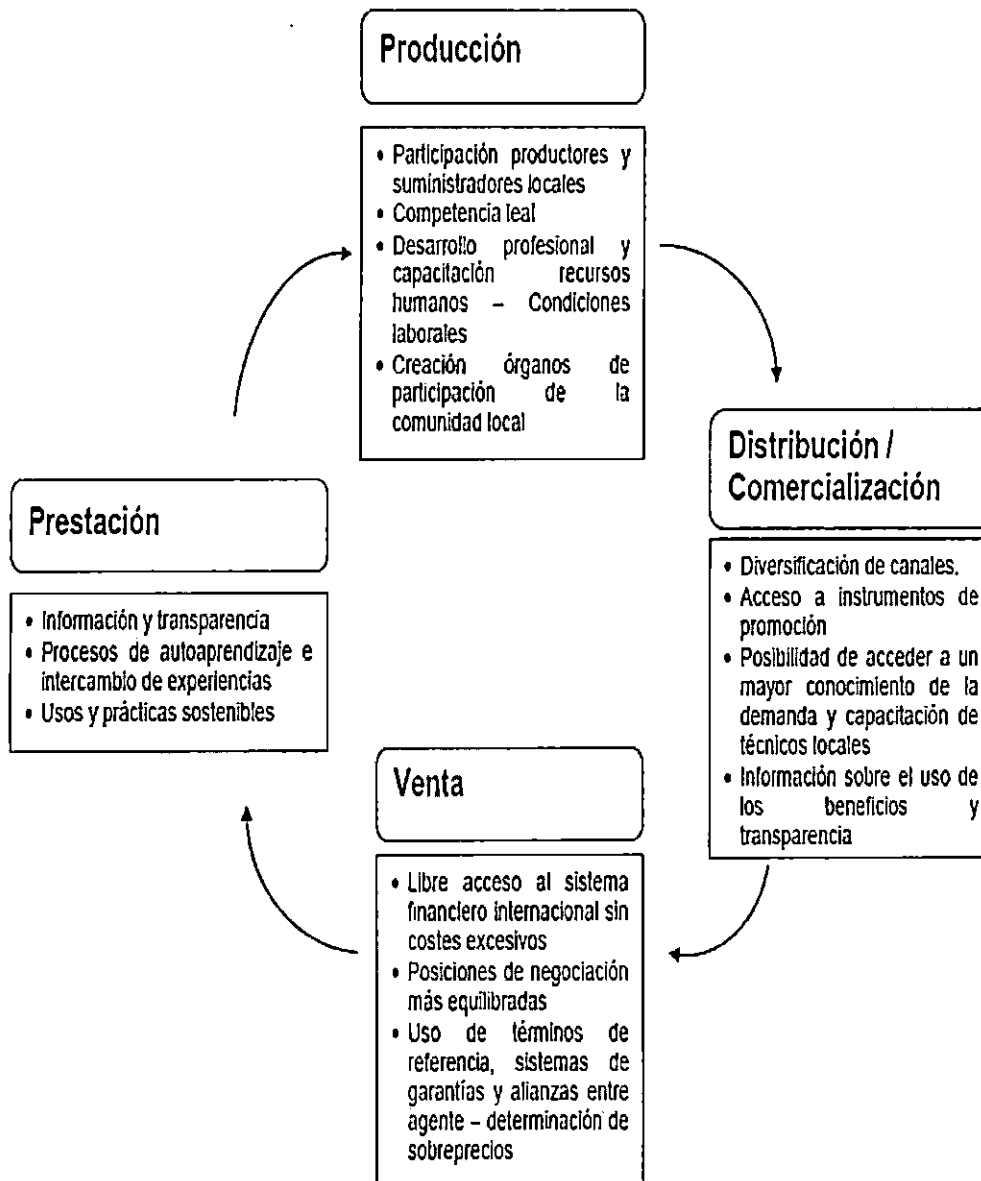 Producción
• Participación productores y
suministradores locales
• Competencia leal
• Desarrollo profesional y
capacitación recursos
humanos – Condiciones
laborales
• Creación órganos de
participación de la
comunidad local
Distribución /
Comercialización
• Diversificación de canales.
• Acceso a instrumentos de
promoción
• Posibilidad de acceder a un
mayor conocimiento de la
demanda y capacitación de
técnicos locales
• Información sobre el uso de
los beneficios y
transparencia
Venta
• Libre acceso al sistema
financiero internacional sin
costes excesivos
• Posiciones de negociación
más equilibradas
• Uso de términos de
referencia, sistemas de
garantías y alianzas entre
agente – determinación de
sobreprecios
Prestación
• Información y transparencia
• Procesos de autoaprendizaje e
intercambio de experiencias
• Usos y prácticas sostenibles